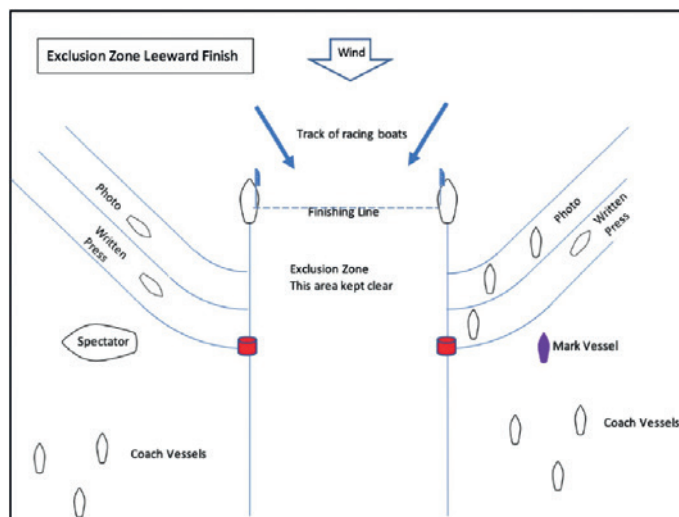 Exclusion Zone Leeward Finish
Wind
Track of racing boats
Photo
Written
Press
Finishing Line
Photo
Written
Press
Exclusion Zone
This area kept clear
Spectator
Mark Vessel
Coach Vessels
Coach Vessels